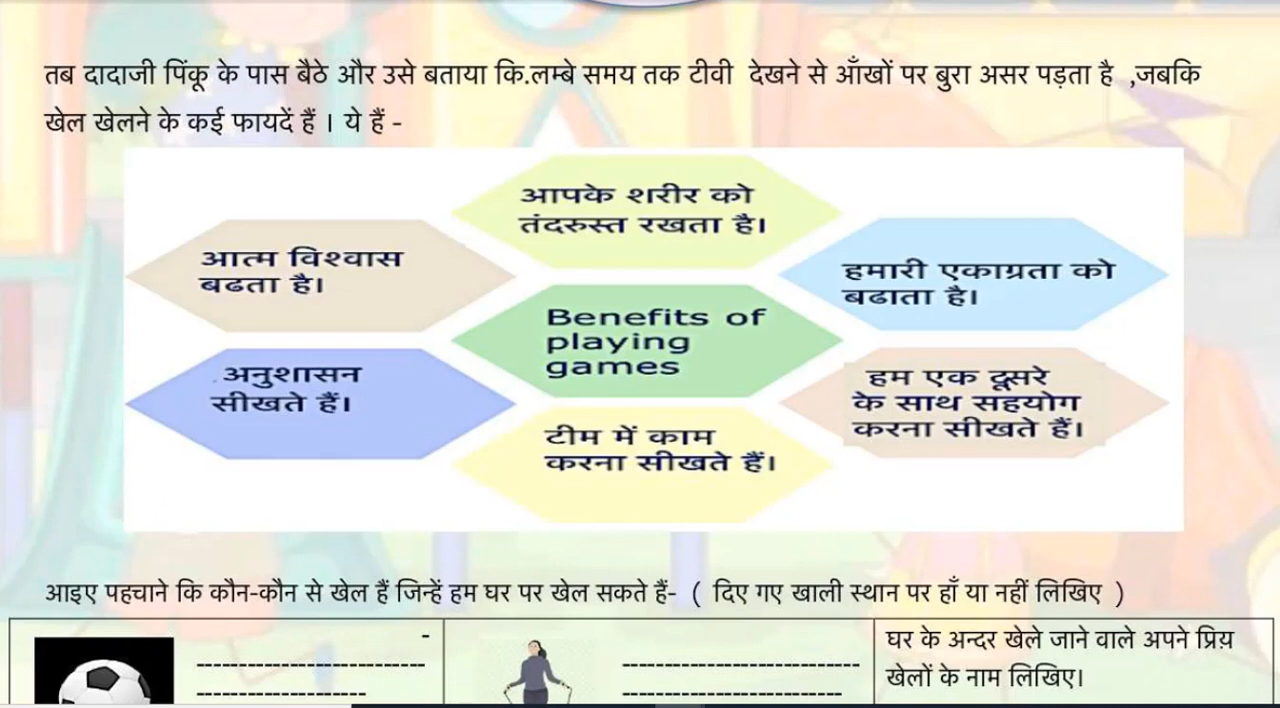 तब दादाजी पिंकू के पास बैठे और उसे बताया कि.लम्बे समय तक टीवी देखने से आँखों पर बुरा असर पड़ता है ,जबकि
खेल खेलने के कई फायदें हैं । ये हैं -
आपके शरीर को
तंदरुस्त रखता है।
आत्म विश्वास
बढता है।
हमारी एकाग्रता को
बढाता है।
Benefits of
playing
games
अनुशासन
सीखते हैं।
हम एक दूसरे
के साथ सहयोग
करना सीखते हैं।
टीम में काम
करना सीखते हैं।
आइए पहचाने कि कौन-कौन से खेल हैं जिन्हें हम घर पर खेल सकते हैं- ( दिए गए खाली स्थान पर हाँ या नहीं लिखिए )
घर के अन्दर खेले जाने वाले अपने प्रिय़
खेलों के नाम लिखिए।